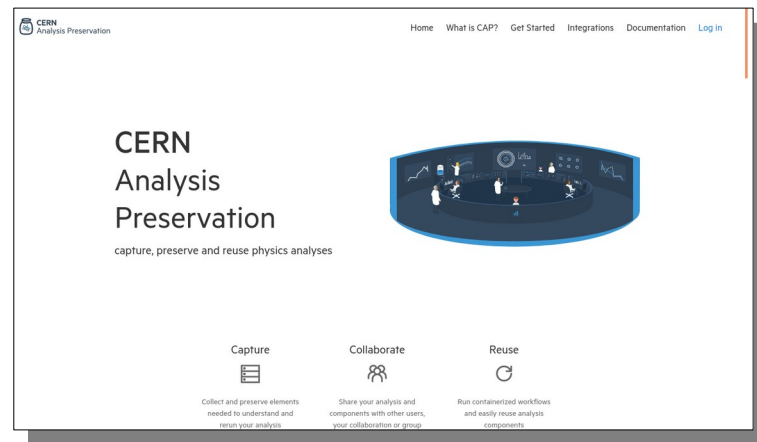 CERN
Analysis Preservation
Home What is CAP? Get Started Integrations Documentation Log in
CERN
Analysis
Preservation
capture, preserve and reuse physics analyses
Capture Collaborate Reuse
Collect and preserve elements Share your analysis and Run containerized workflows
needed to understand and components with other users, and easily reuse analysis
rerun your analysis your collaboration or group components